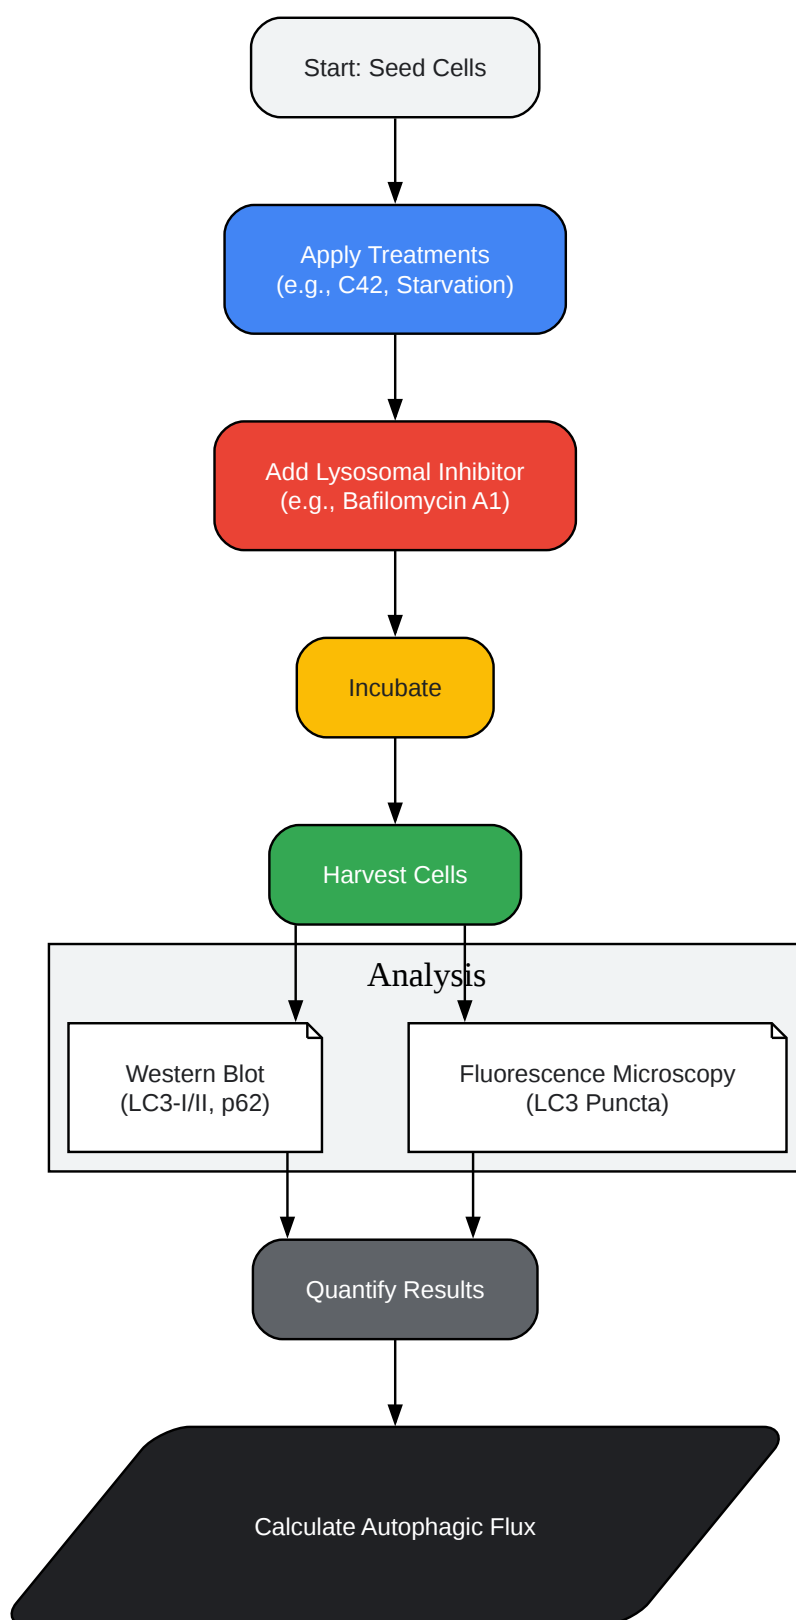 Start: Seed Cells
Apply Treatments
(e.g., C42, Starvation)
Add Lysosomal Inhibitor
(e.g., Bafilomycin A1)
Incubate
Harvest Cells
Analysis
Western Blot
(LC3-I/II, p62)
Fluorescence Microscopy
(LC3 Puncta)
Quantify Results
Calculate Autophagic Flux